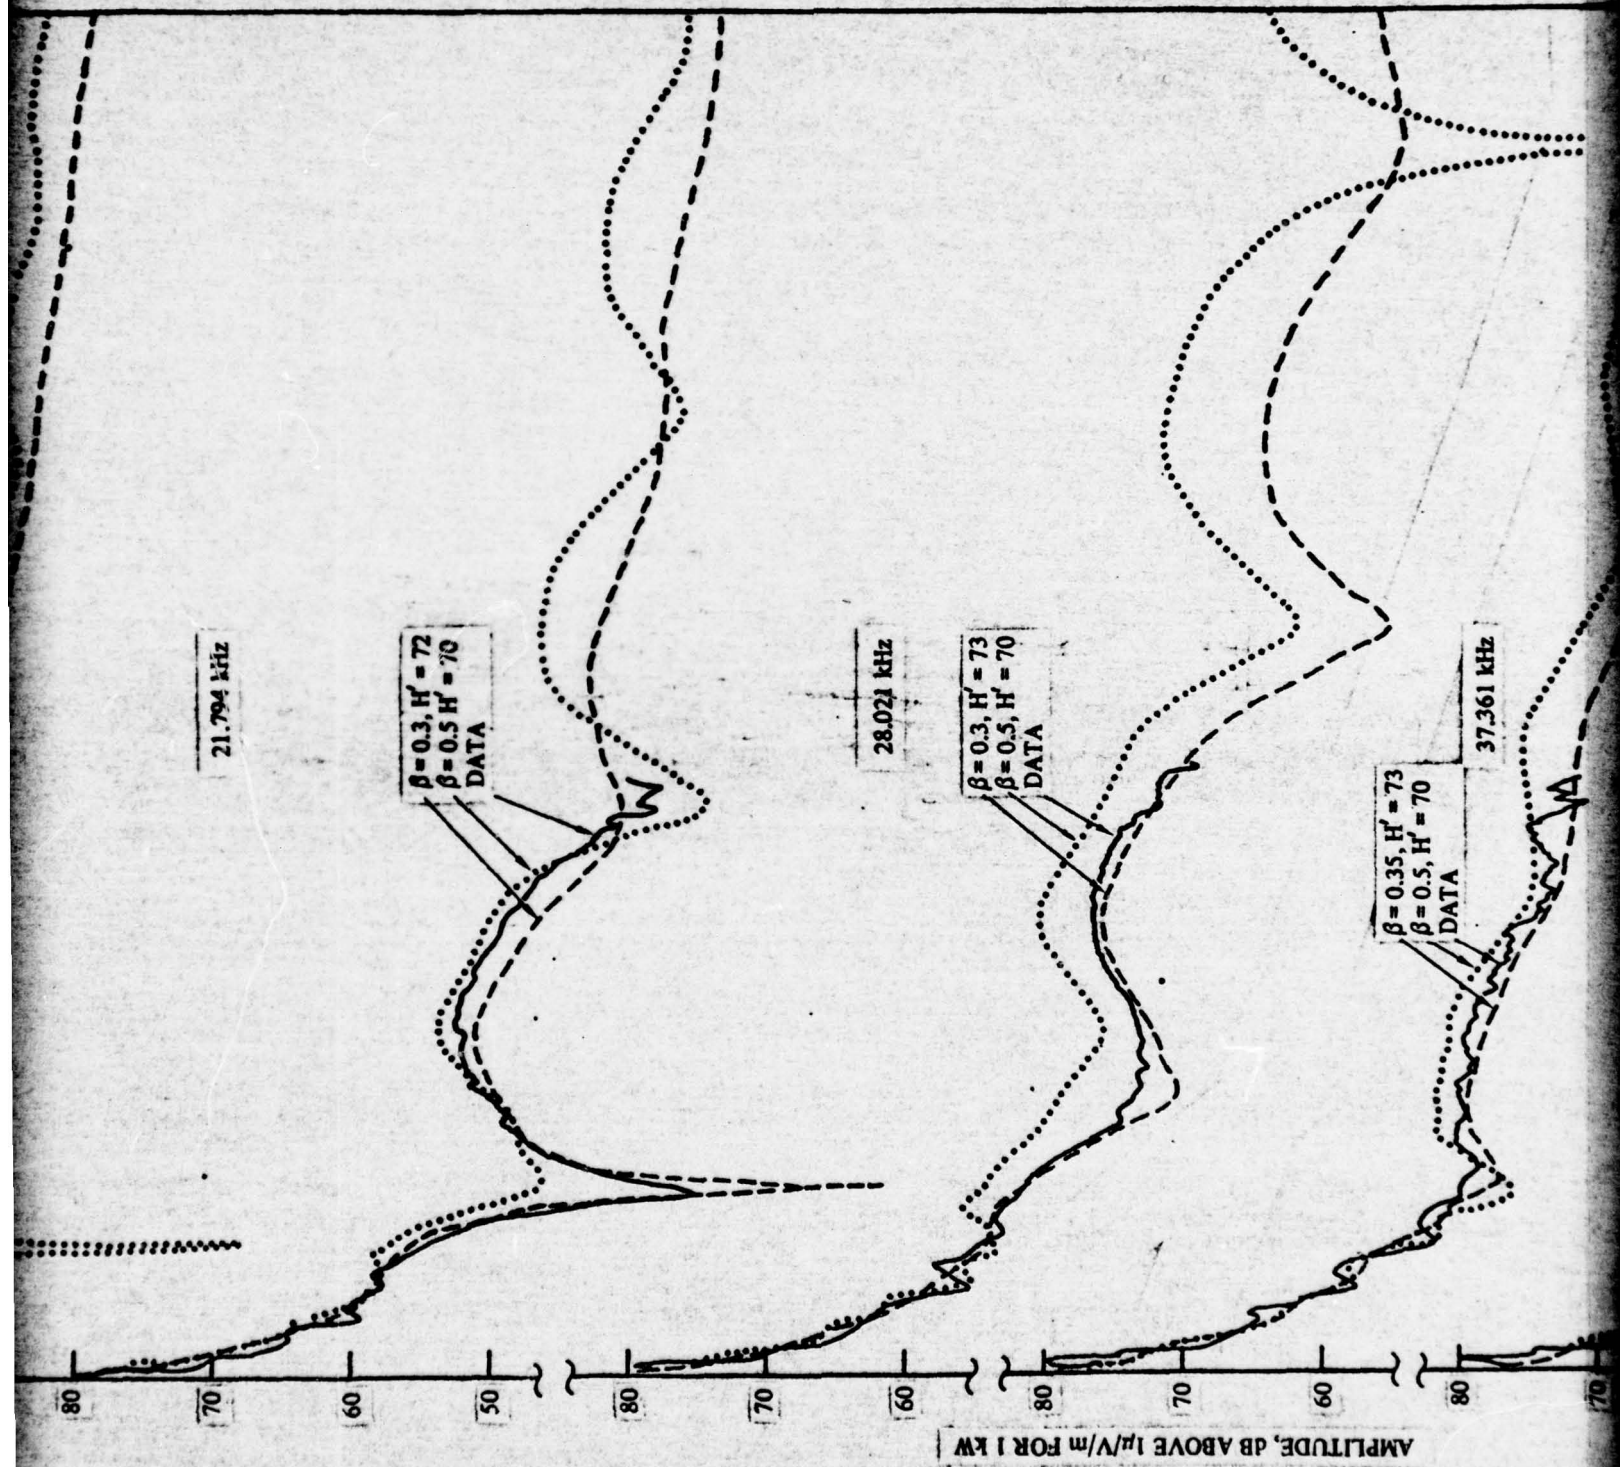 21.794 kHz
β = 0.3, H' = 72
β = 0.5 H' = 70
DATA
28.021 kHz
β = 0.3, H' = 73
β = 0.5, H' = 70
DATA
37.361 kHz
β = 0.35, H' = 73
β = 0.5, H' = 70
DATA
80
70
60
50
80
70
60
80
70
60
80
70
AMPLITUDE, dB ABOVE 1μ/V/m FOR 1 kW